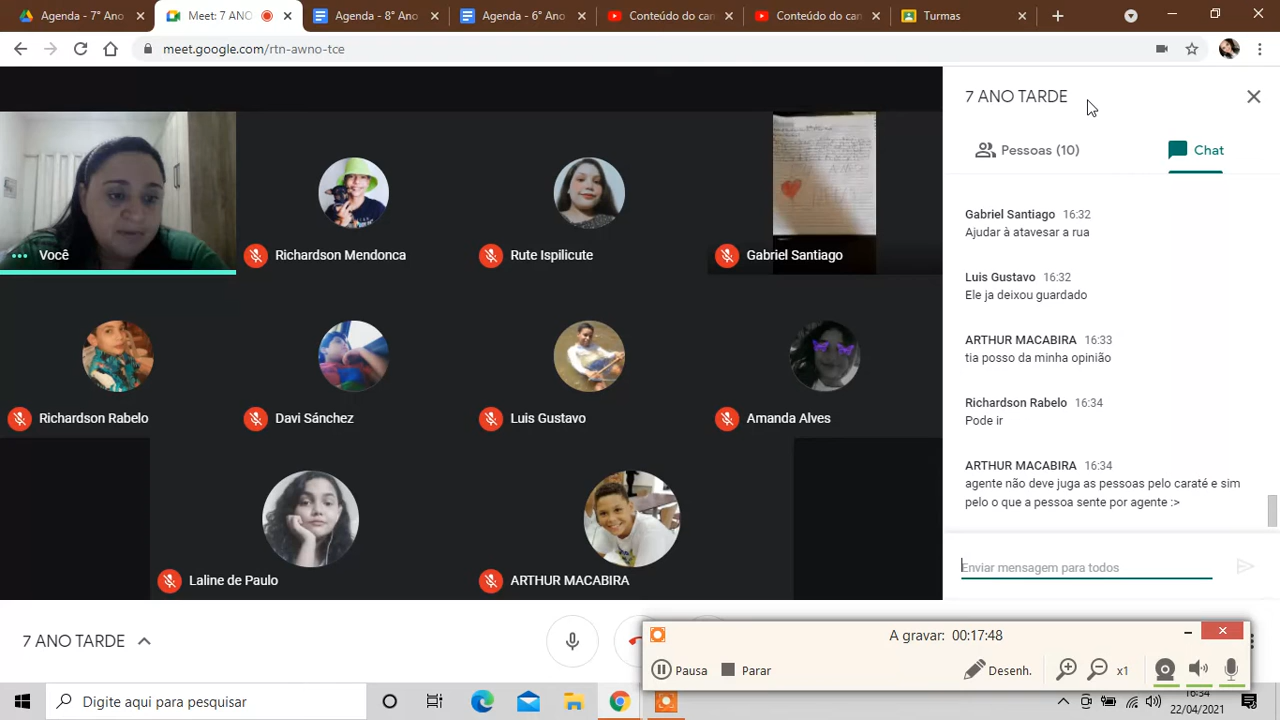 Agenda - 7º Ano
Meet: 7 ANO
Agenda - 8º Ano
Agenda - 6º Ano
Conteúdo do car
Conteúdo do can
Turmas
meet.google.com/rtn-awno-tce
7 ANO TARDE
Pessoas (10)
Chat
Você
Richardson Mendonca
Rute Ispilicute
Gabriel Santiago
Richardson Rabelo
Davi Sánchez
Luis Gustavo
Amanda Alves
Laline de Paulo
ARTHUR MACABIRA
Gabriel Santiago 16:32
Ajudar à atavesar a rua
Luis Gustavo 16:32
Ele ja deixou guardado
ARTHUR MACABIRA 16:33
tia posso da minha opinião
Richardson Rabelo 16:34
Pode ir
ARTHUR MACABIRA 16:34
agente não deve juga as pessoas pelo caraté e sim
pelo o que a pessoa sente por agente :>
Enviar mensagem para todos
7 ANO TARDE
A gravar: 00:17:48
Pausa
Parar
Desenh.
x1
Digite aqui para pesquisar
16:34
22/04/2021